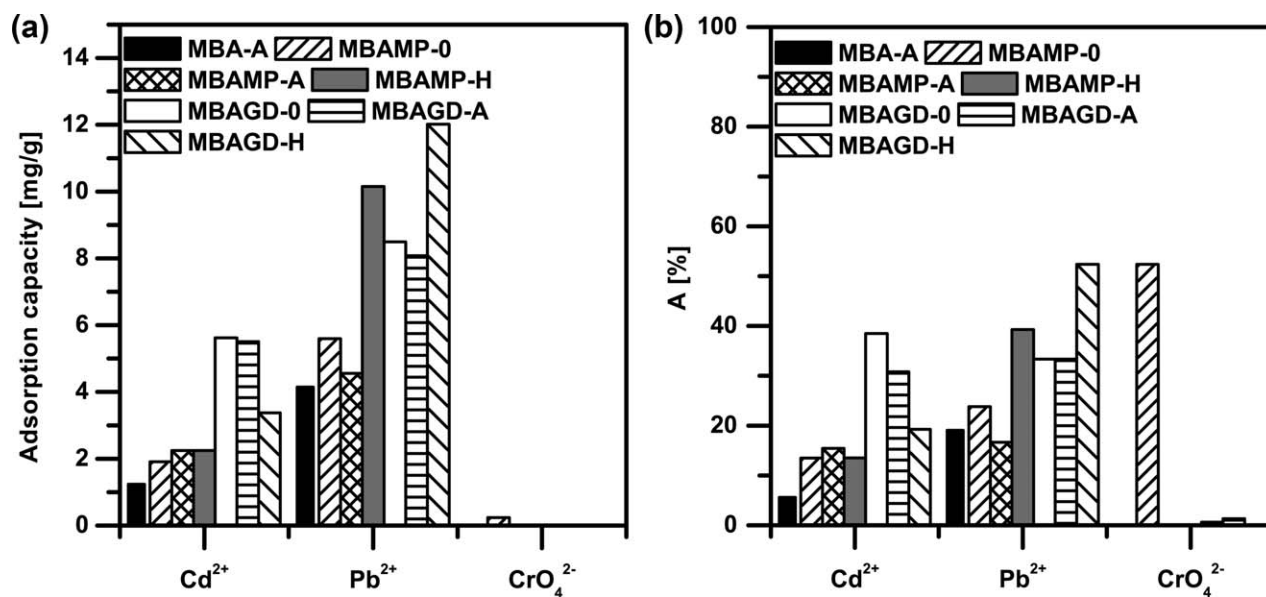 (a)
Adsorption capacity [mg/g]
14
12
10
8
6
4
2
0
MBA-A MBAMP-0
MBAMP-A MBAMP-H
MBAGD-0 MBAGD-A
MBAGD-H
Cd²⁺ Pb²⁺ CrO₄²⁻
(b)
A [%]
100
80
60
40
20
0
MBA-A MBAMP-0
MBAMP-A MBAMP-H
MBAGD-0 MBAGD-A
MBAGD-H
Cd²⁺ Pb²⁺ CrO₄²⁻